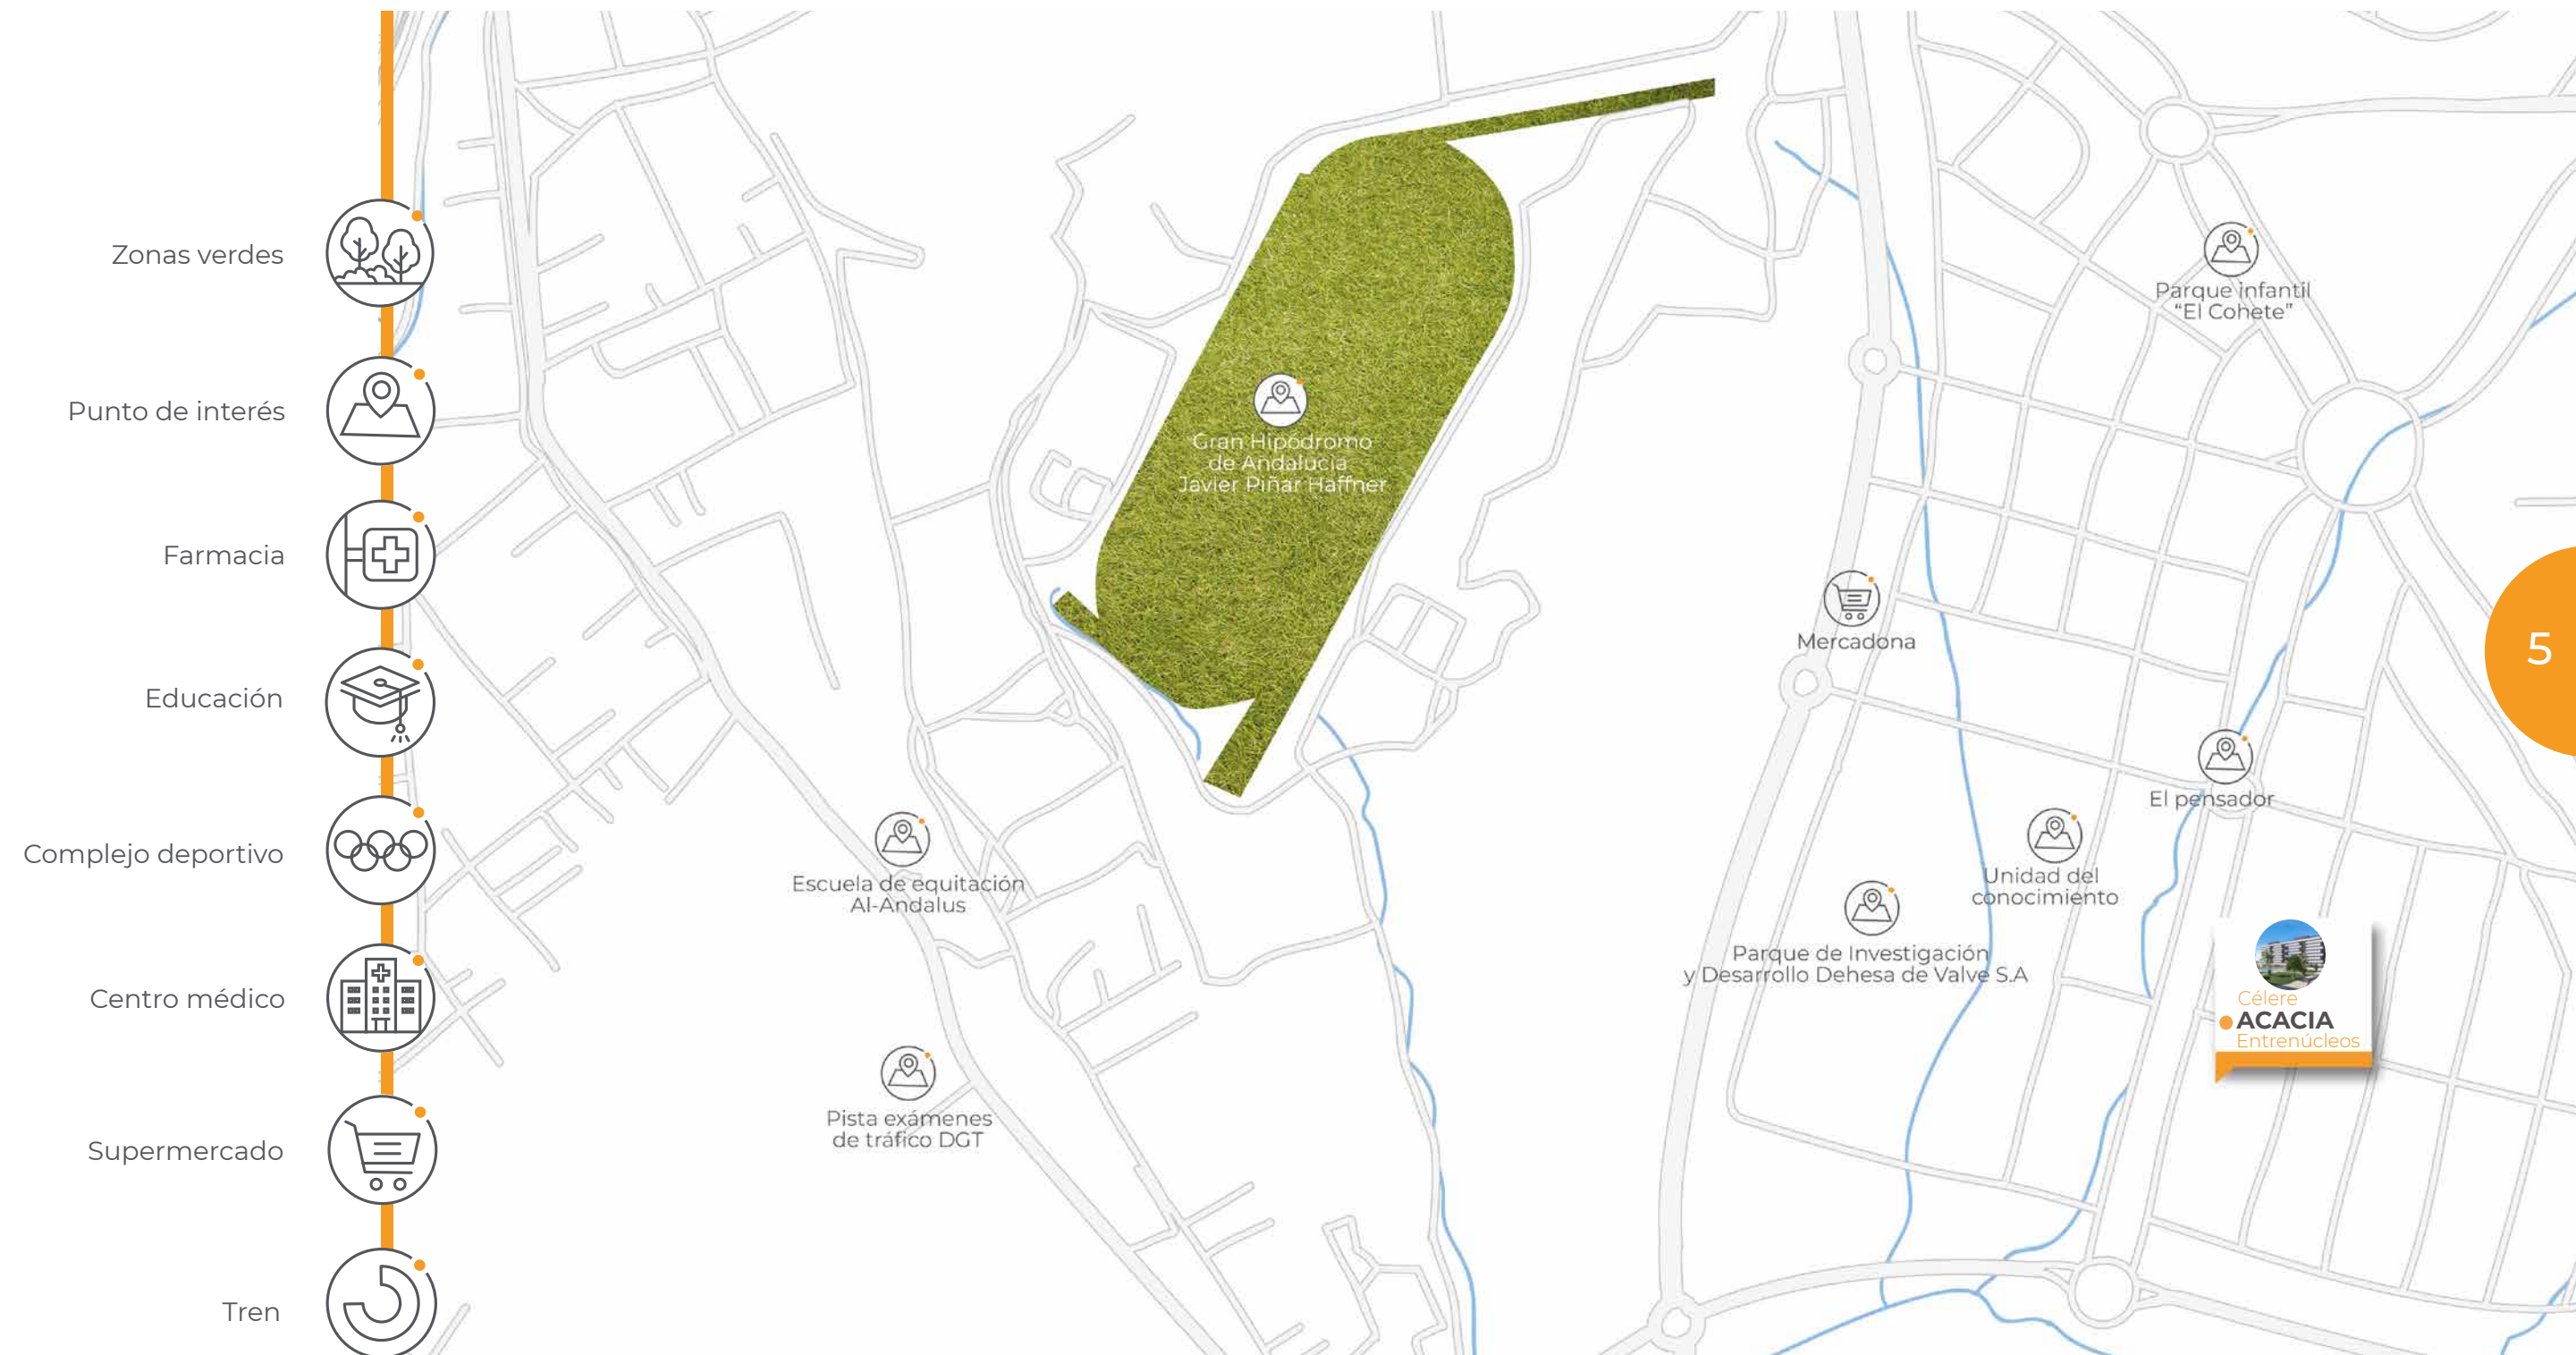 Zonas verdes
Punto de interés
Farmacia
Educación
Complejo deportivo
Centro médico
Supermercado
Tren
Gran Hipódromo
de Andalucia
Javier Piñar Haffner
Parque infantil
“El Cohete”
Mercadona
5
El pensador
Escuela de equitación
Al-Andalus
Unidad del
conocimiento
Parque de Investigación
y Desarrollo Dehesa de Valve S.A
Célere
ACACIA
Entrenúcleos
Pista exámenes
de tráfico DGT